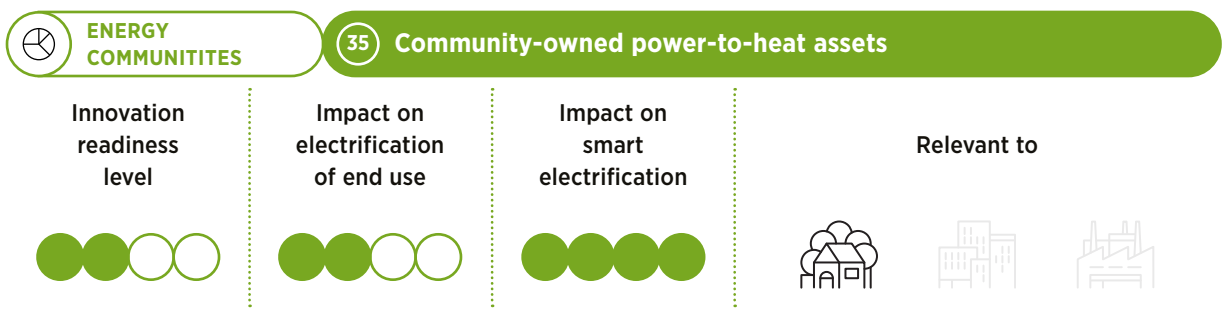 ENERGY
COMMUNITITES
35 Community-owned power-to-heat assets
Innovation
readiness
level
Impact on
electrification
of end use
Impact on
smart
electrification
Relevant to